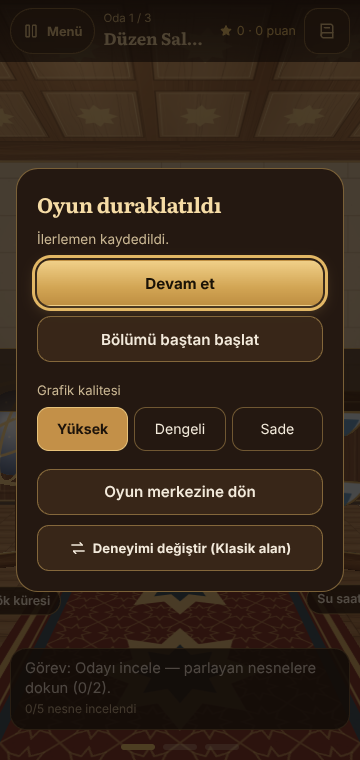 Menü
Oda 1 / 3
Düzen Sal...
0 · 0 puan
Oyun duraklatıldı
İlerlemen kaydedildi.
Devam et
Bölümü baştan başlat
Grafik kalitesi
Yüksek
Dengeli
Sade
Oyun merkezine dön
Deneyimi değiştir (Klasik alan)
ök küresi
Su saat
Görev: Odayı incele — parlayan nesnelere
dokun (0/2).
0/5 nesne incelendi